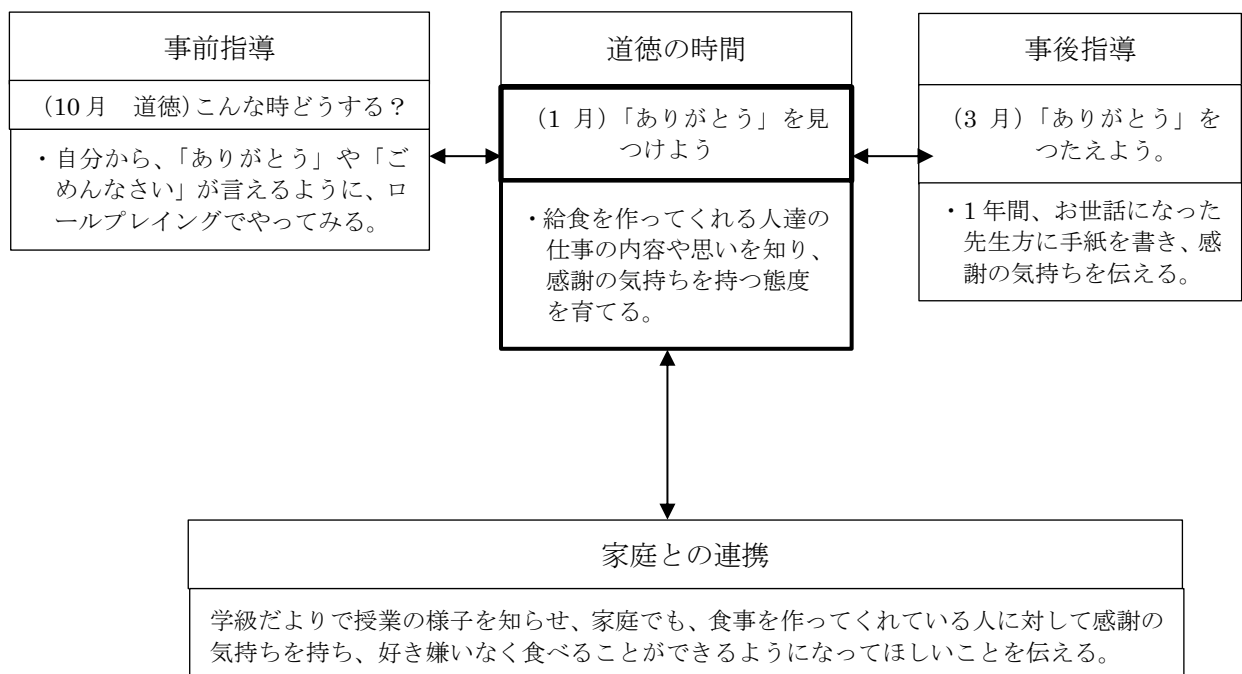 事前指導
(10月　道徳)こんな時どうする？
・自分から、「ありがとう」や「ご
めんなさい」が言えるように、ロ
ールプレイングでやってみる。
道徳の時間
(1 月)「ありがとう」を見
つけよう
・給食を作ってくれる人達の
仕事の内容や思いを知り、
感謝の気持ちを持つ態度
を育てる。
事後指導
(3 月)「ありがとう」を
つたえよう。
・1年間、お世話になった
先生方に手紙を書き、感
謝の気持ちを伝える。
家庭との連携
学級だよりで授業の様子を知らせ、家庭でも、食事を作ってくれている人に対して感謝の
気持ちを持ち、好き嫌いなく食べることができるようになってほしいことを伝える。